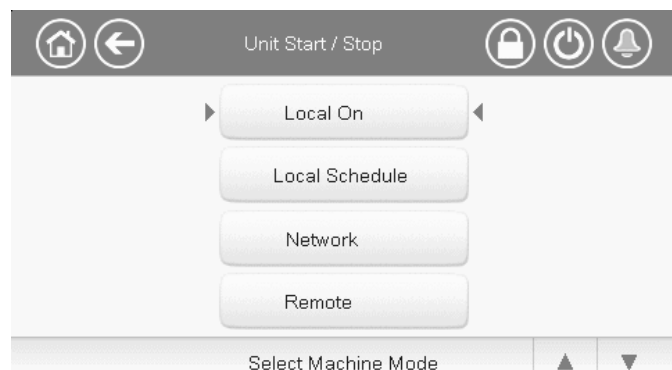 Unit Start / Stop
Local On
Local Schedule
Network
Remote
Select Machine Mode